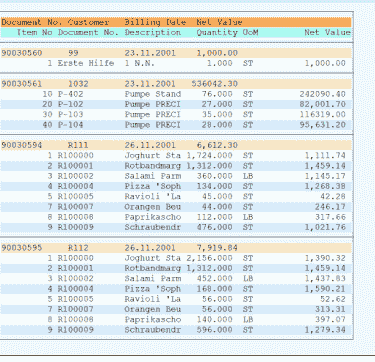 Document No. Customer Billing Date Net Value
Item No Document No. Description Quantity UoM Net Value
90030560 99 23.11.2001 1,000.00
1 Erste Hilfe 1 N.N. 1.000 ST 1,000.00
90030561 1032 23.11.2001 536042.30
10 P-402 Pumpe Stand 76.000 ST 242090.40
20 P-102 Pumpe PRECI 27.000 ST 82,001.70
30 P-103 Pumpe PRECI 35.000 ST 116319.00
40 P-104 Pumpe PRECI 28.000 ST 95,631.20
90030594 R111 26.11.2001 6,612.30
1 R100000 Joghurt Sta 1,724.000 ST 1,111.74
2 R100001 Rotbandmarg 1,312.000 ST 1,459.14
3 R100002 Salami Parm 360.000 LB 1,145.17
4 R100004 Pizza 'Soph 134.000 ST 1,268.38
5 R100005 Ravioli 'La 45.000 ST 42.28
7 R100007 Orangen Beu 44.000 ST 246.17
8 R100008 Paprikascho 112.000 LB 317.66
9 R100009 Schraubendr 476.000 ST 1,021.76
90030595 R112 26.11.2001 7,919.84
1 R100000 Joghurt Sta 2,156.000 ST 1,390.32
2 R100001 Rotbandmarg 1,312.000 ST 1,459.14
3 R100002 Salami Parm 452.000 LB 1,437.83
4 R100004 Pizza 'Soph 168.000 ST 1,590.21
5 R100005 Ravioli 'La 56.000 ST 52.62
7 R100007 Orangen Beu 56.000 ST 313.31
8 R100008 Paprikascho 140.000 LB 397.07
9 R100009 Schraubendr 596.000 ST 1,279.34